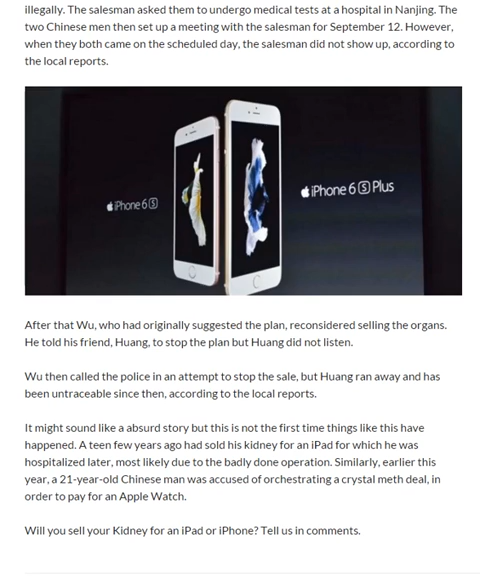 illegally. The salesman asked them to undergo medical tests at a hospital in Nanjing. The
two Chinese men then set up a meeting with the salesman for September 12. However,
when they both came on the scheduled day, the salesman did not show up, according to
the local reports.
iPhone 6S
iPhone 6S Plus
After that Wu, who had originally suggested the plan, reconsidered selling the organs.
He told his friend, Huang, to stop the plan but Huang did not listen.
Wu then called the police in an attempt to stop the sale, but Huang ran away and has
been untraceable since then, according to the local reports.
It might sound like a absurd story but this is not the first time things like this have
happened. A teen few years ago had sold his kidney for an iPad for which he was
hospitalized later, most likely due to the badly done operation. Similarly, earlier this
year, a 21-year-old Chinese man was accused of orchestrating a crystal meth deal, in
order to pay for an Apple Watch.
Will you sell your Kidney for an iPad or iPhone? Tell us in comments.